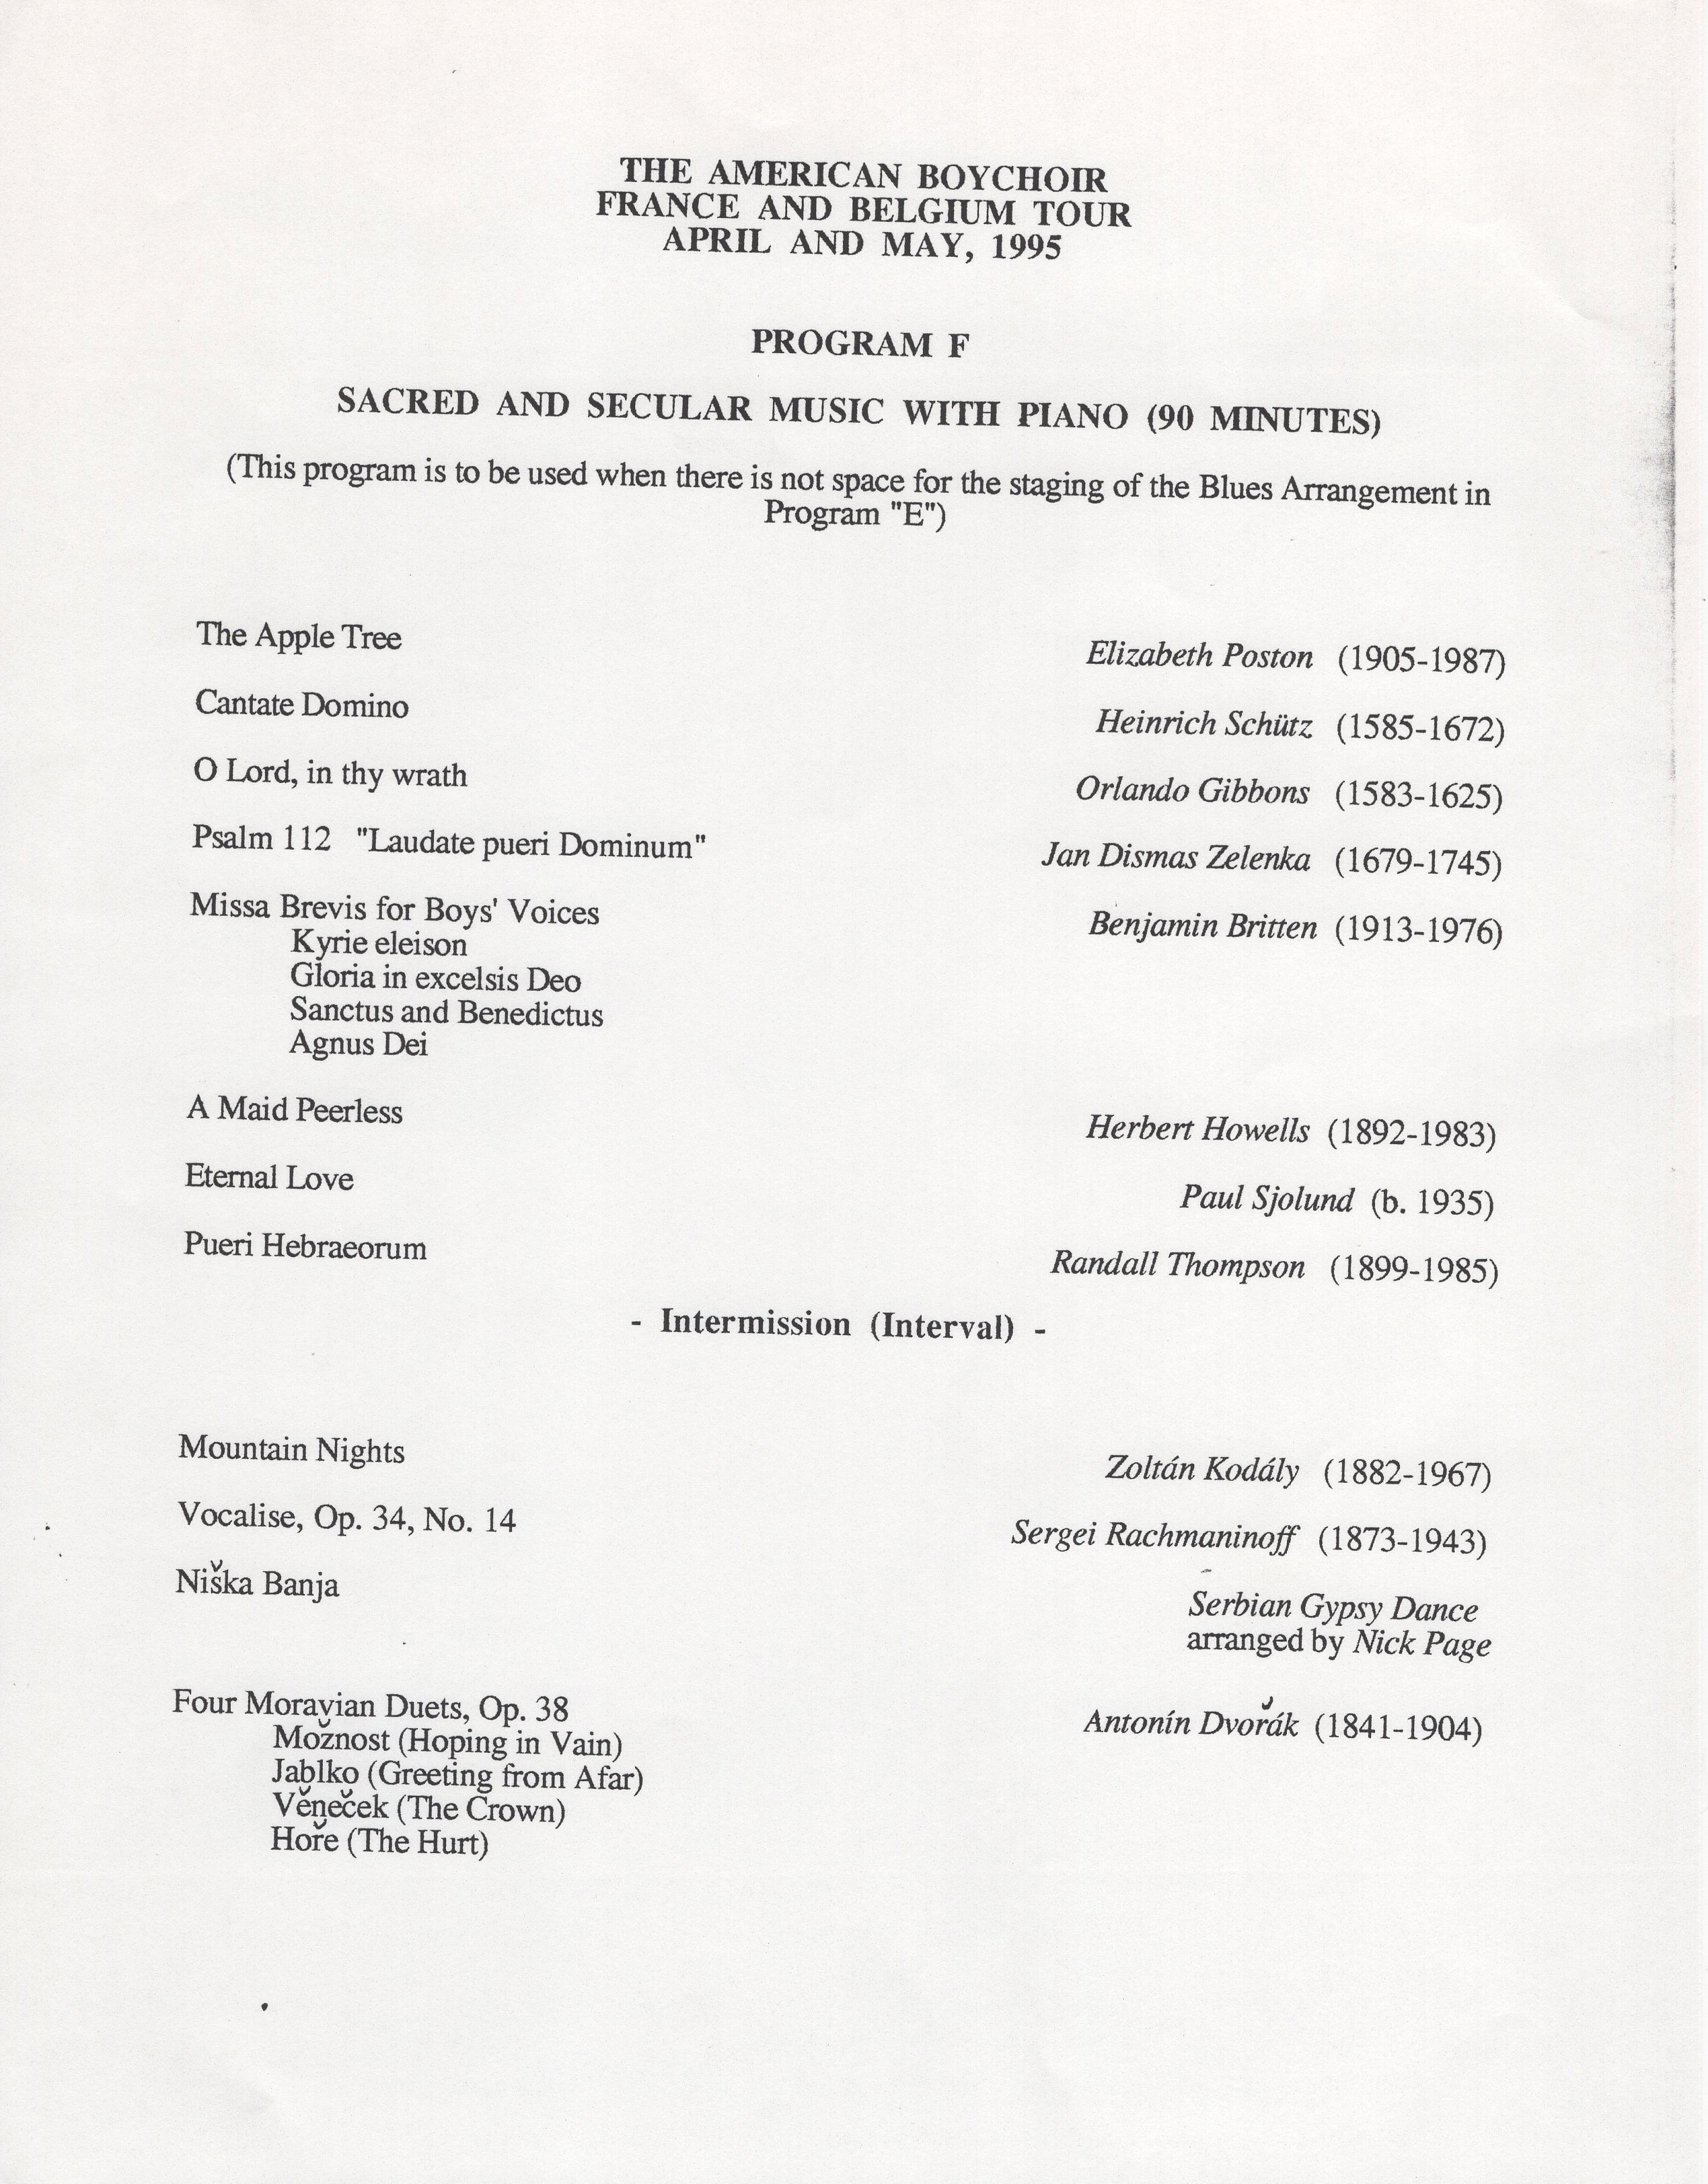 THE AMERICAN BOYCHOIR
FRANCE AND BELGIUM TOUR
APRIL AND MAY, 1995
PROGRAM F
SACRED AND SECULAR MUSIC WITH PIANO (90 MINUTES)
(This program is to be used when there is not space for the staging of the Blues Arrangement in
Program "E")
The Apple Tree Elizabeth Poston (1905-1987)
Cantate Domino Heinrich Schütz (1585-1672)
O Lord, in thy wrath Orlando Gibbons (1583-1625)
Psalm 112 "Laudate pueri Dominum" Jan Dismas Zelenka (1679-1745)
Missa Brevis for Boys' Voices Benjamin Britten (1913-1976)
Kyrie eleison
Gloria in excelsis Deo
Sanctus and Benedictus
Agnus Dei
A Maid Peerless Herbert Howells (1892-1983)
Eternal Love Paul Sjolund (b. 1935)
Pueri Hebraeorum Randall Thompson (1899-1985)
- Intermission (Interval) -
Mountain Nights Zoltán Kodály (1882-1967)
Vocalise, Op. 34, No. 14 Sergei Rachmaninoff (1873-1943)
Niška Banja Serbian Gypsy Dance
arranged by Nick Page
Four Moravian Duets, Op. 38 Antonín Dvořák (1841-1904)
Možnost (Hoping in Vain)
Jablko (Greeting from Afar)
Věneček (The Crown)
Hoře (The Hurt)